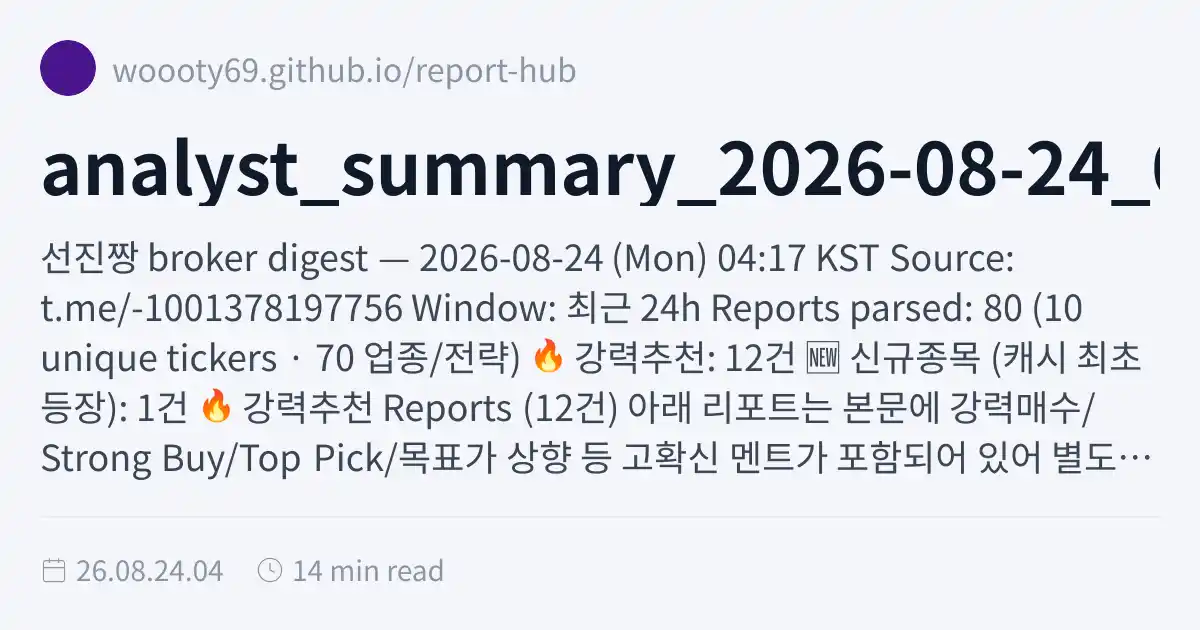 woooty69.github.io/report-hub
analyst_summary_2026-08-24_
선진짱 broker digest — 2026-08-24 (Mon) 04:17 KST Source:
t.me/-1001378197756 Window: 최근 24h Reports parsed: 80 (10
unique tickers · 70 업종/전략) 🔥 강력추천: 12건 🆕 신규종목 (캐시 최초
등장): 1건 🔥 강력추천 Reports (12건) 아래 리포트는 본문에 강력매수/
Strong Buy/Top Pick/목표가 상향 등 고확신 멘트가 포함되어 있어 별도…
26.08.24.04
14 min read